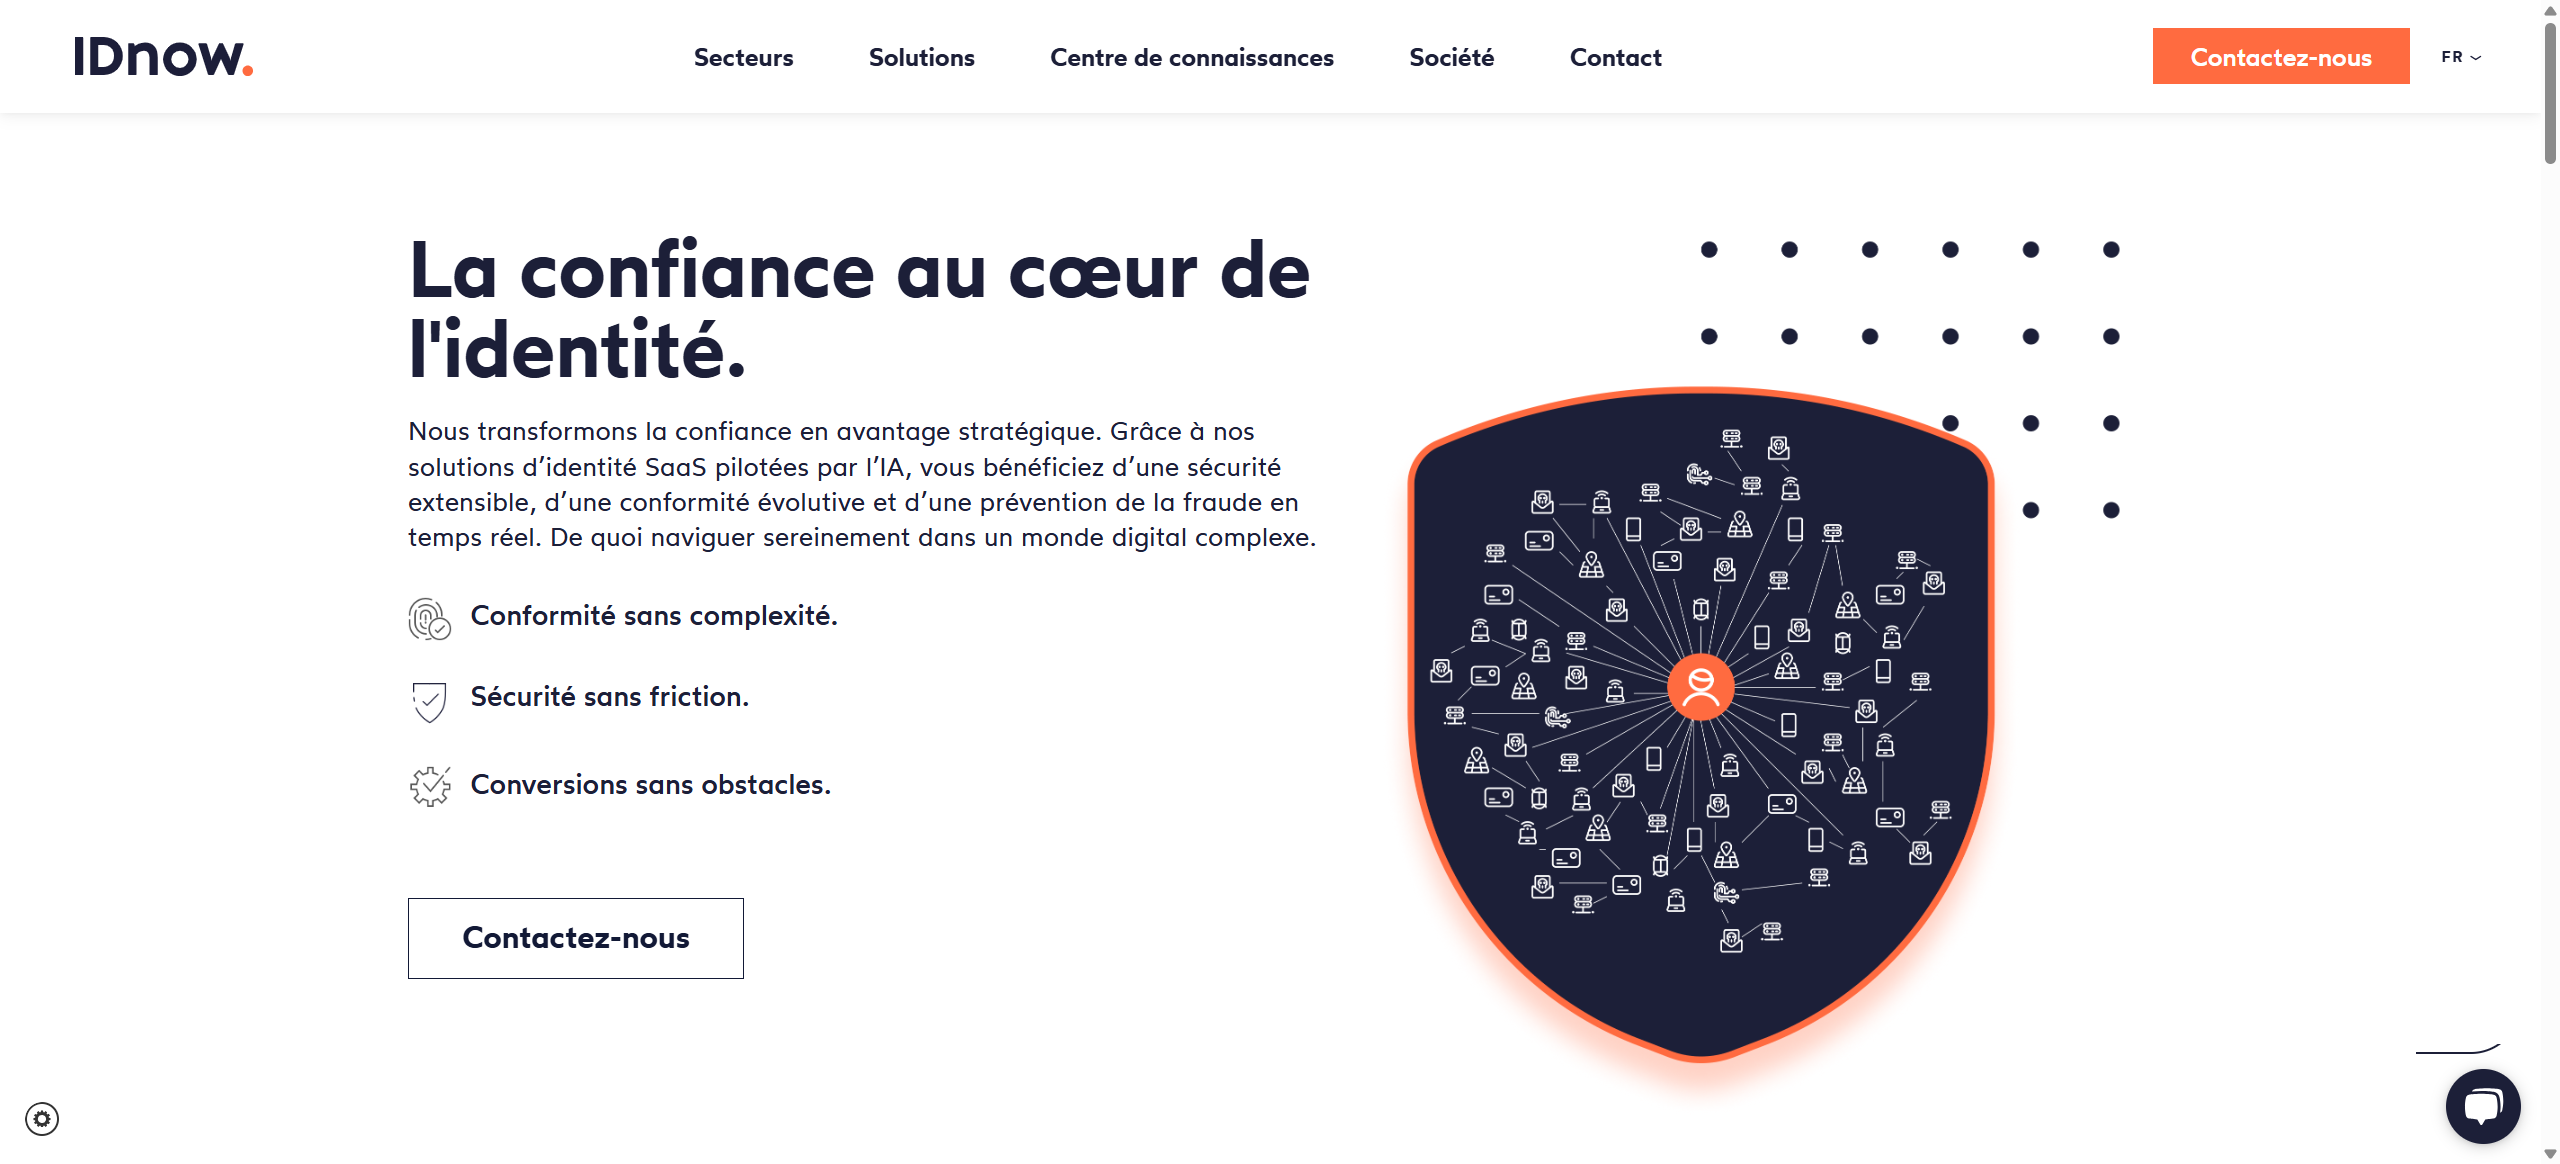 IDnow.
Secteurs
Solutions
Centre de connaissances
Société
Contact
Contactez-nous
FR
La confiance au cœur de
l'identité.
Nous transformons la confiance en avantage stratégique. Grâce à nos
solutions d’identité SaaS pilotées par l’IA, vous bénéficiez d’une sécurité
extensible, d’une conformité évolutive et d’une prévention de la fraude en
temps réel. De quoi naviguer sereinement dans un monde digital complexe.
Conformité sans complexité.
Sécurité sans friction.
Conversions sans obstacles.
Contactez-nous